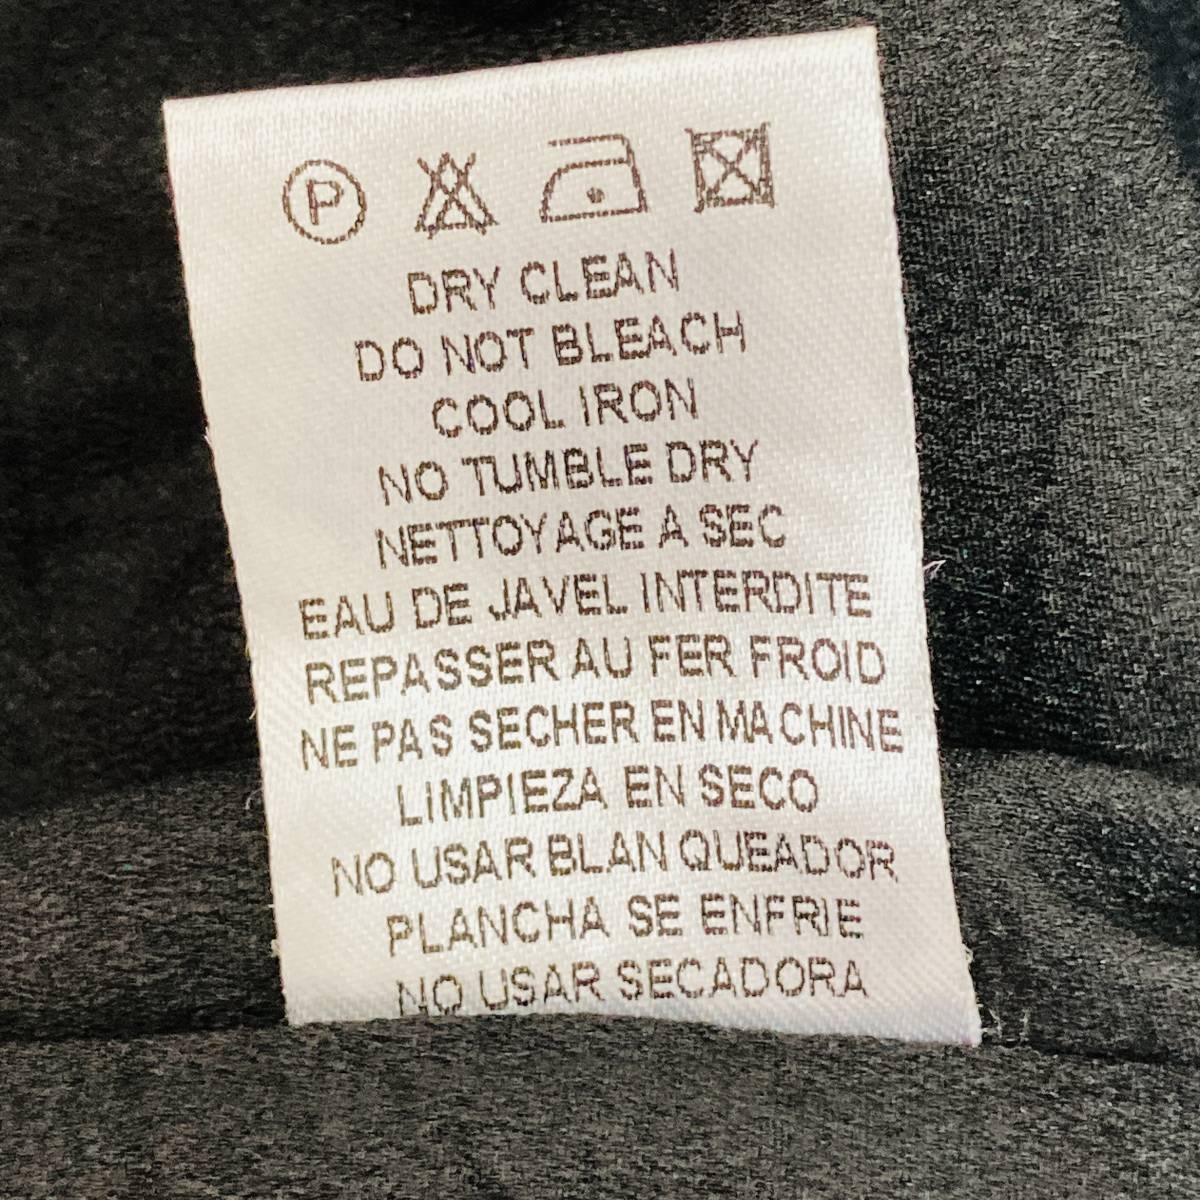 P
DRY CLEAN
DO NOT BLEACH
COOL IRON
NO TUMBLE DRY
NETTOYAGE A SEC
EAU DE JAVEL INTERDITE
REPASSER AU FER FROID
NE PAS SECHER EN MACHINE
LIMPIEZA EN SECO
NO USAR BLAN QUEADOR
PLANCHA SE ENFRIE
NO USAR SECADORA